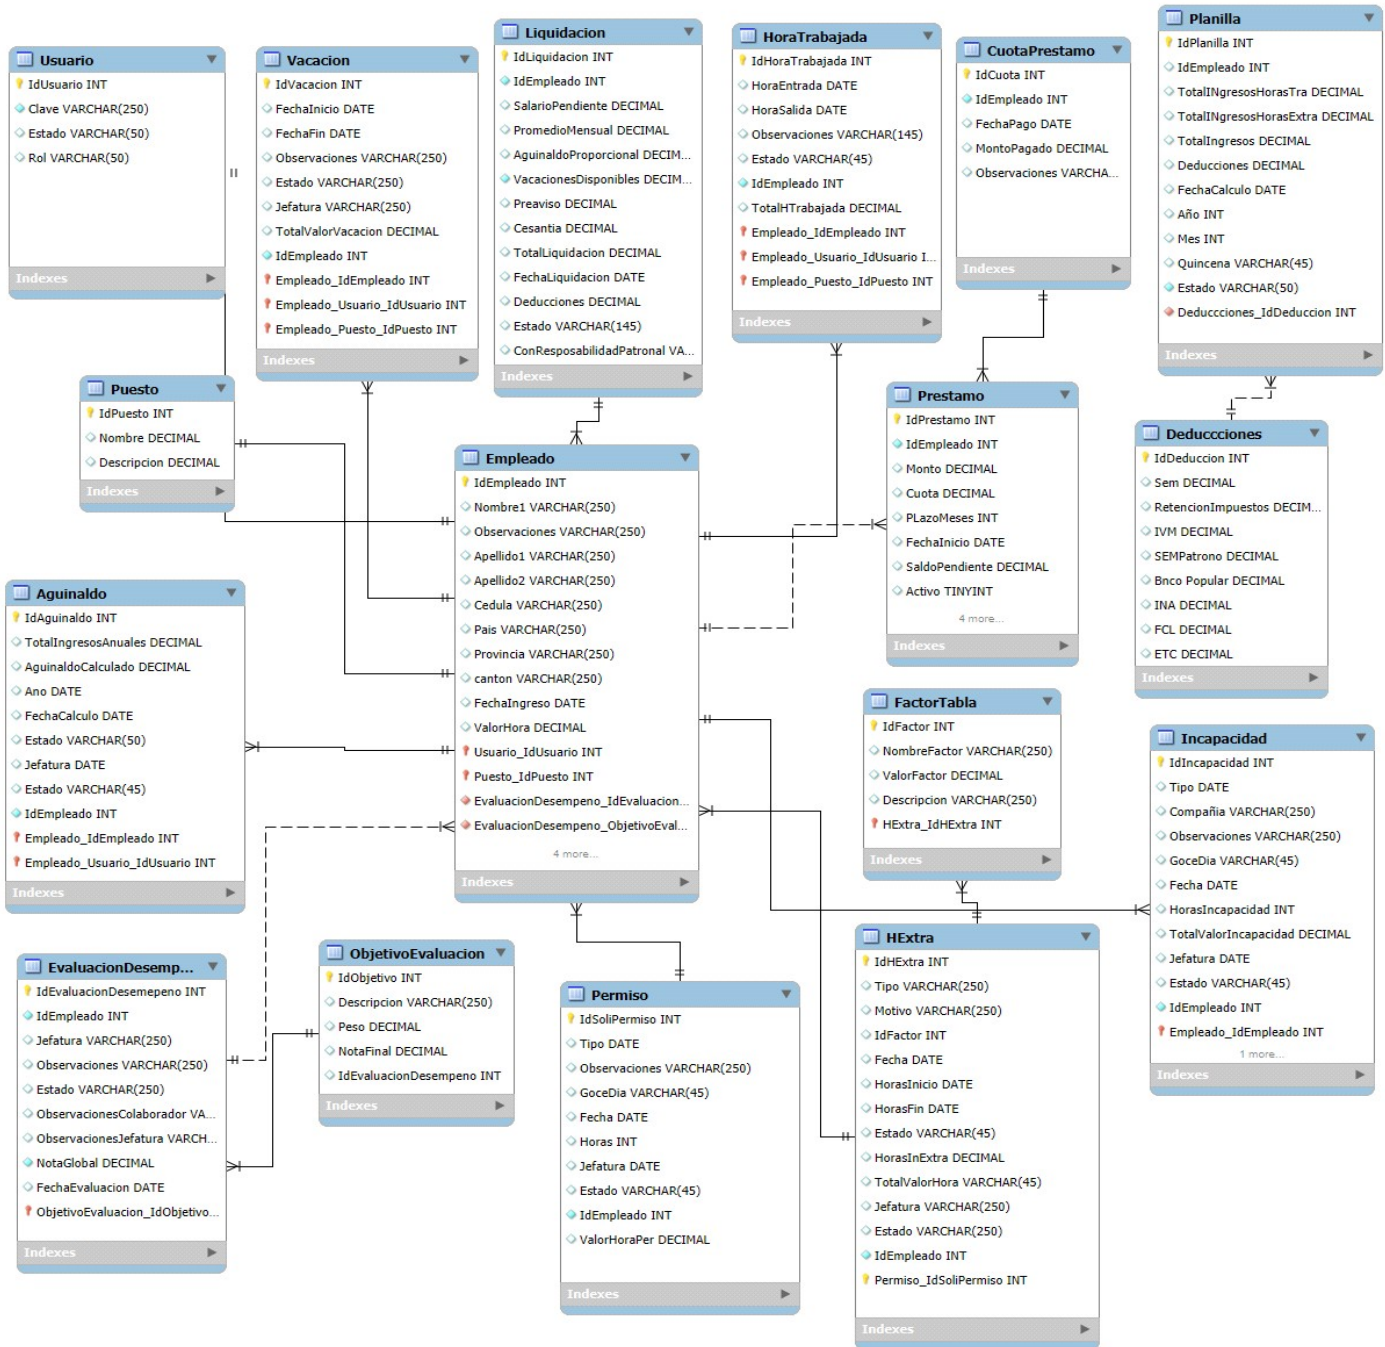 Usuario
IdUsuario INT
Clave VARCHAR(250)
Estado VARCHAR(50)
Rol VARCHAR(50)
Indexes
Vacacion
IdVacacion INT
FechaInicio DATE
FechaFin DATE
Observaciones VARCHAR(250)
Estado VARCHAR(250)
Jefatura VARCHAR(250)
TotalValorVacacion DECIMAL
IdEmpleado INT
Empleado_IdEmpleado INT
Empleado_Usuario_IdUsuario INT
Empleado_Puesto_IdPuesto INT
Indexes
Liquidacion
IdLiquidacion INT
IdEmpleado INT
SalarioPendiente DECIMAL
PromedioMensual DECIMAL
AguinaldoProporcional DECIM...
VacacionesDisponibles DECIM...
Preaviso DECIMAL
Cesantia DECIMAL
TotalLiquidacion DECIMAL
FechaLiquidacion DATE
Deducciones DECIMAL
Estado VARCHAR(145)
ConResposabilidadPatronal VA...
Indexes
HoraTrabajada
IdHoraTrabajada INT
HoraEntrada DATE
HoraSalida DATE
Observaciones VARCHAR(145)
Estado VARCHAR(45)
IdEmpleado INT
TotalHTrabajada DECIMAL
Empleado_IdEmpleado INT
Empleado_Usuario_IdUsuario I...
Empleado_Puesto_IdPuesto INT
Indexes
CuotaPrestamo
IdCuota INT
IdEmpleado INT
FechaPago DATE
MontoPagado DECIMAL
Observaciones VARCHA...
Indexes
Planilla
IdPlanilla INT
IdEmpleado INT
TotalINgresosHorasTra DECIMAL
TotalINgresosHorasExtra DECIMAL
TotalIngresos DECIMAL
Deducciones DECIMAL
FechaCalculo DATE
Año INT
Mes INT
Quincena VARCHAR(45)
Estado VARCHAR(50)
Deduccciones_IdDeduccion INT
Indexes
Puesto
IdPuesto INT
Nombre DECIMAL
Descripcion DECIMAL
Indexes
Empleado
IdEmpleado INT
Nombre1 VARCHAR(250)
Observaciones VARCHAR(250)
Apellido1 VARCHAR(250)
Apellido2 VARCHAR(250)
Cedula VARCHAR(250)
Pais VARCHAR(250)
Provincia VARCHAR(250)
canton VARCHAR(250)
FechaIngreso DATE
ValorHora DECIMAL
Usuario_IdUsuario INT
Puesto_IdPuesto INT
EvaluacionDesempeno_IdEvaluacion...
EvaluacionDesempeno_ObjetivoEval...
4 more...
Indexes
Prestamo
IdPrestamo INT
IdEmpleado INT
Monto DECIMAL
Cuota DECIMAL
PLazoMeses INT
FechaInicio DATE
SaldoPendiente DECIMAL
Activo TINYINT
4 more...
Indexes
Deduccciones
IdDeduccion INT
Sem DECIMAL
RetencionImpuestos DECIM...
IVM DECIMAL
SEMPatrono DECIMAL
Bnco Popular DECIMAL
INA DECIMAL
FCL DECIMAL
ETC DECIMAL
Indexes
Aguinaldo
IdAguinaldo INT
TotalIngresosAnuales DECIMAL
AguinaldoCalculado DECIMAL
Ano DATE
FechaCalculo DATE
Estado VARCHAR(50)
Jefatura DATE
Estado VARCHAR(45)
IdEmpleado INT
Empleado_IdEmpleado INT
Empleado_Usuario_IdUsuario INT
Indexes
FactorTabla
IdFactor INT
NombreFactor VARCHAR(250)
ValorFactor DECIMAL
Descripcion VARCHAR(250)
HExtra_IdHExtra INT
Indexes
Incapacidad
IdIncapacidad INT
Tipo DATE
Compañia VARCHAR(250)
Observaciones VARCHAR(250)
GoceDia VARCHAR(45)
Fecha DATE
HorasIncapacidad INT
TotalValorIncapacidad DECIMAL
Jefatura DATE
Estado VARCHAR(45)
IdEmpleado INT
Empleado_IdEmpleado INT
1 more...
Indexes
EvaluacionDesemp...
IdEvaluacionDesemepeno INT
IdEmpleado INT
Jefatura VARCHAR(250)
Observaciones VARCHAR(250)
Estado VARCHAR(250)
ObservacionesColaborador VA...
ObservacionesJefatura VARCH...
NotaGlobal DECIMAL
FechaEvaluacion DATE
ObjetivoEvaluacion_IdObjetivo...
Indexes
ObjetivoEvaluacion
IdObjetivo INT
Descripcion VARCHAR(250)
Peso DECIMAL
NotaFinal DECIMAL
IdEvaluacionDesempeno INT
Indexes
Permiso
IdSoliPermiso INT
Tipo DATE
Observaciones VARCHAR(250)
GoceDia VARCHAR(45)
Fecha DATE
Horas INT
Jefatura DATE
Estado VARCHAR(45)
IdEmpleado INT
ValorHoraPer DECIMAL
Indexes
HExtra
IdHExtra INT
Tipo VARCHAR(250)
Motivo VARCHAR(250)
IdFactor INT
Fecha DATE
HorasInicio DATE
HorasFin DATE
Estado VARCHAR(45)
HorasInExtra DECIMAL
TotalValorHora VARCHAR(45)
Jefatura VARCHAR(250)
Estado VARCHAR(250)
IdEmpleado INT
Permiso_IdSoliPermiso INT
Indexes